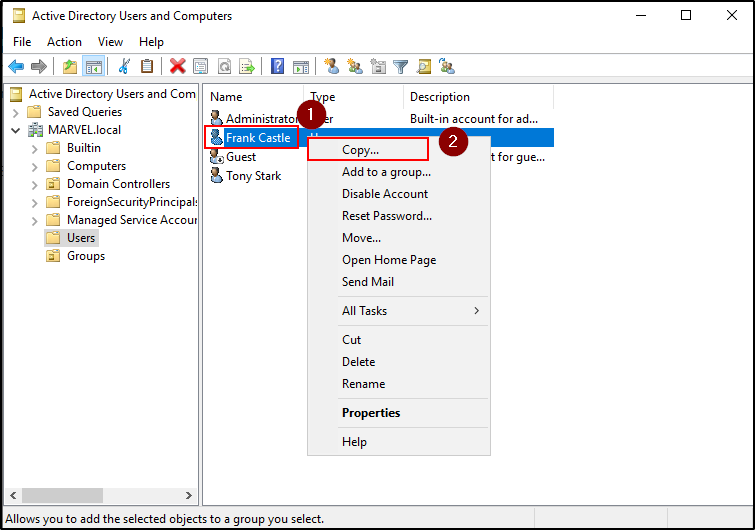 Active Directory Users and Computers
File Action View Help
Active Directory Users and Comp
Saved Queries
MARVEL.local
Builtin
Computers
Domain Controllers
ForeignSecurityPrincipals
Managed Service Accour
Users
Groups
Name Type Description
Administrator 1 Built-in account for ad...
Frank Castle
Guest t for gue...
Tony Stark
2
Copy...
Add to a group...
Disable Account
Reset Password...
Move...
Open Home Page
Send Mail
All Tasks
Cut
Delete
Rename
Properties
Help
Allows you to add the selected objects to a group you select.